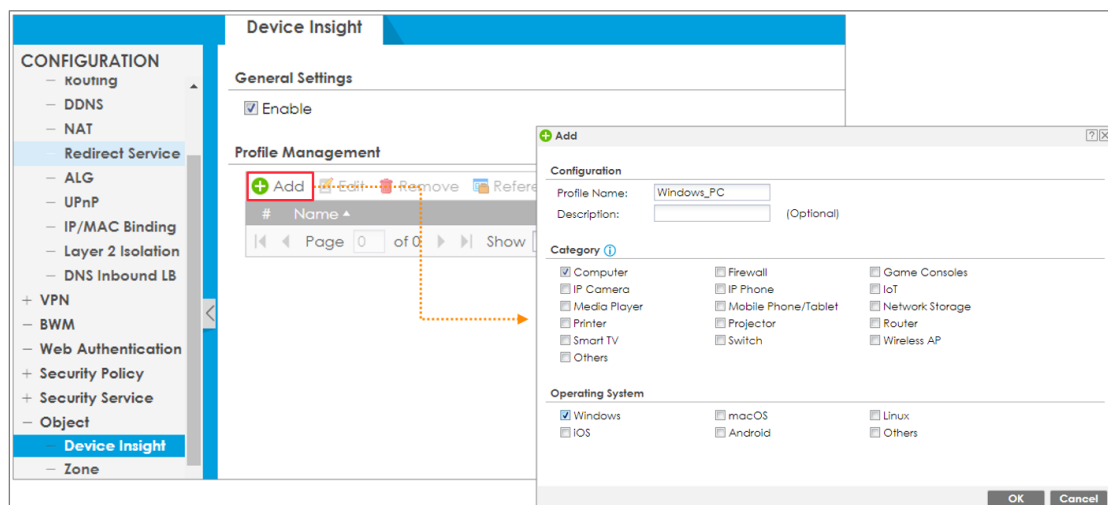 Device Insight
CONFIGURATION
Routing
DDNS
NAT
Redirect Service
ALG
UPnP
IP/MAC Binding
Layer 2 Isolation
DNS Inbound LB
VPN
BWM
Web Authentication
Security Policy
Security Service
Object
Device Insight
Zone
General Settings
Enable
Profile Management
Add Edit Remove Refere
# Name
Page 0 of 0 Show
Add
Configuration
Profile Name: Windows_PC
Description: (Optional)
Category
Computer Firewall Game Consoles
IP Camera IP Phone IoT
Media Player Mobile Phone/Tablet Network Storage
Printer Projector Router
Smart TV Switch Wireless AP
Others
Operating System
Windows macOS Linux
iOS Android Others
OK Cancel